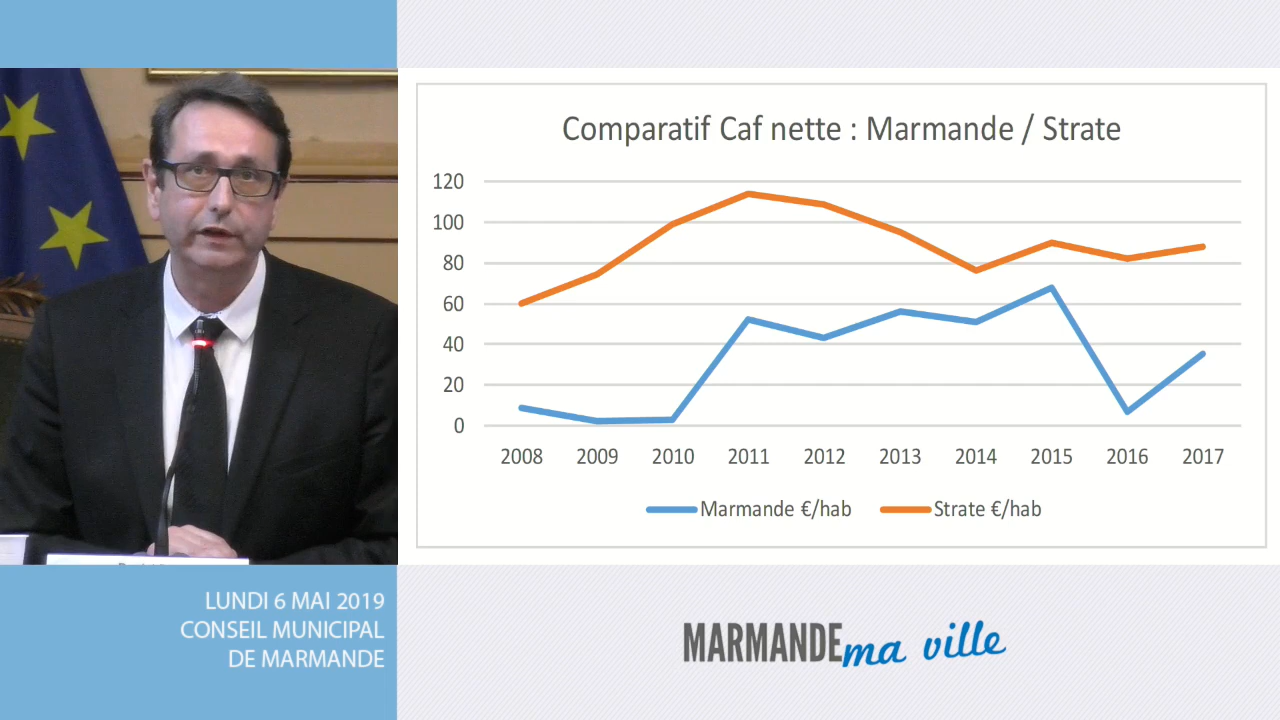 Comparatif Caf nette : Marmande / Strate
120
100
80
60
40
20
0
2008 2009 2010 2011 2012 2013 2014 2015 2016 2017
Marmande €/hab Strate €/hab
LUNDI 6 MAI 2019
CONSEIL MUNICIPAL
DE MARMANDE
MARMANDE ma ville